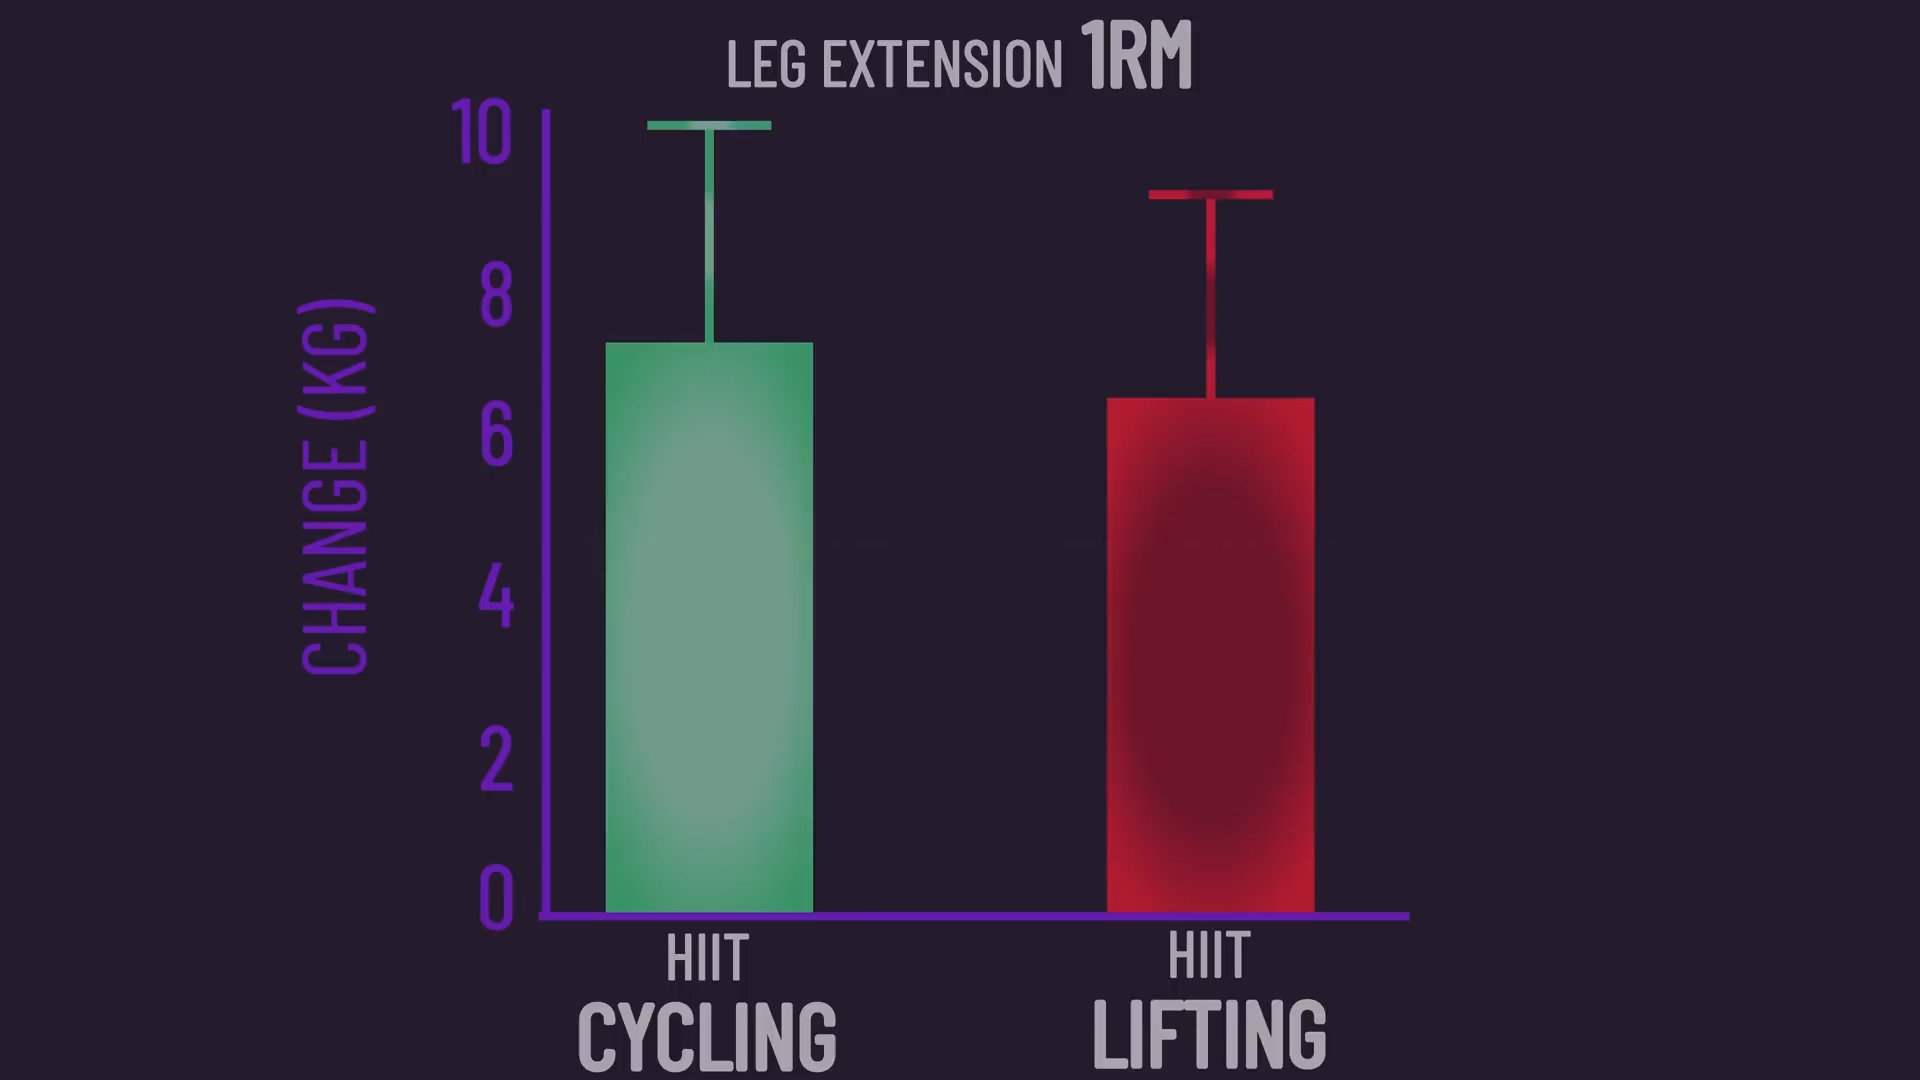 LEG EXTENSION 1RM
10
8
6
4
2
0
CHANGE (KG)
HIIT
CYCLING
HIIT
LIFTING